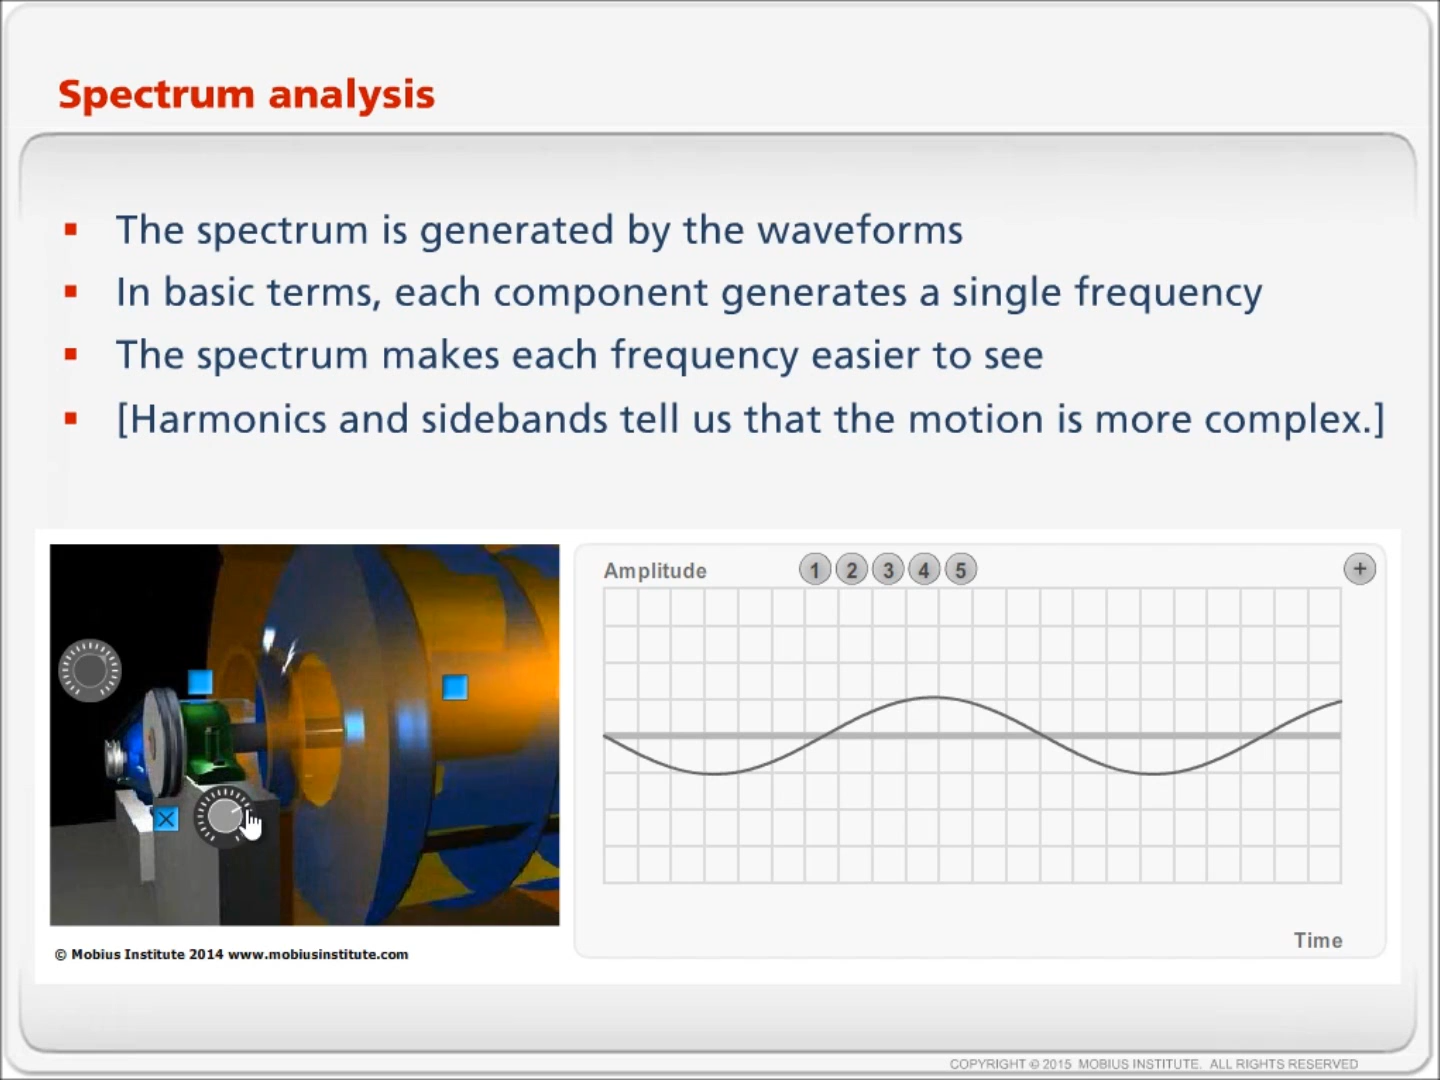 Spectrum analysis
The spectrum is generated by the waveforms
In basic terms, each component generates a single frequency
The spectrum makes each frequency easier to see
[Harmonics and sidebands tell us that the motion is more complex.]
Amplitude
1 2 3 4 5
+
Time
© Mobius Institute 2014 www.mobiusinstitute.com
COPYRIGHT © 2015 MOBIUS INSTITUTE. ALL RIGHTS RESERVED